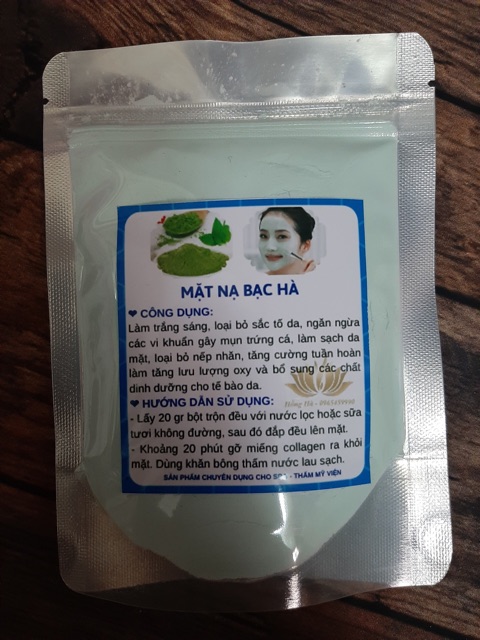 MẶT NẠ BẠC HÀ
❤ CÔNG DỤNG:
Làm trắng sáng, loại bỏ sắc tố da, ngăn ngừa
các vi khuẩn gây mụn trứng cá, làm sạch da
mặt, loại bỏ nếp nhăn, tăng cường tuần hoàn
làm tăng lưu lượng oxy và bổ sung các chất
dinh dưỡng cho tế bào da.
❤ HƯỚNG DẪN SỬ DỤNG:
- Lấy 20 gr bột trộn đều với nước lọc hoặc sữa
tươi không đường, sau đó đắp đều lên mặt.
- Khoảng 20 phút gỡ miếng collagen ra khỏi
mặt. Dùng khăn bông thấm nước lau sạch.
SẢN PHẨM CHUYÊN DỤNG CHO SPA - THẨM MỸ VIỆN